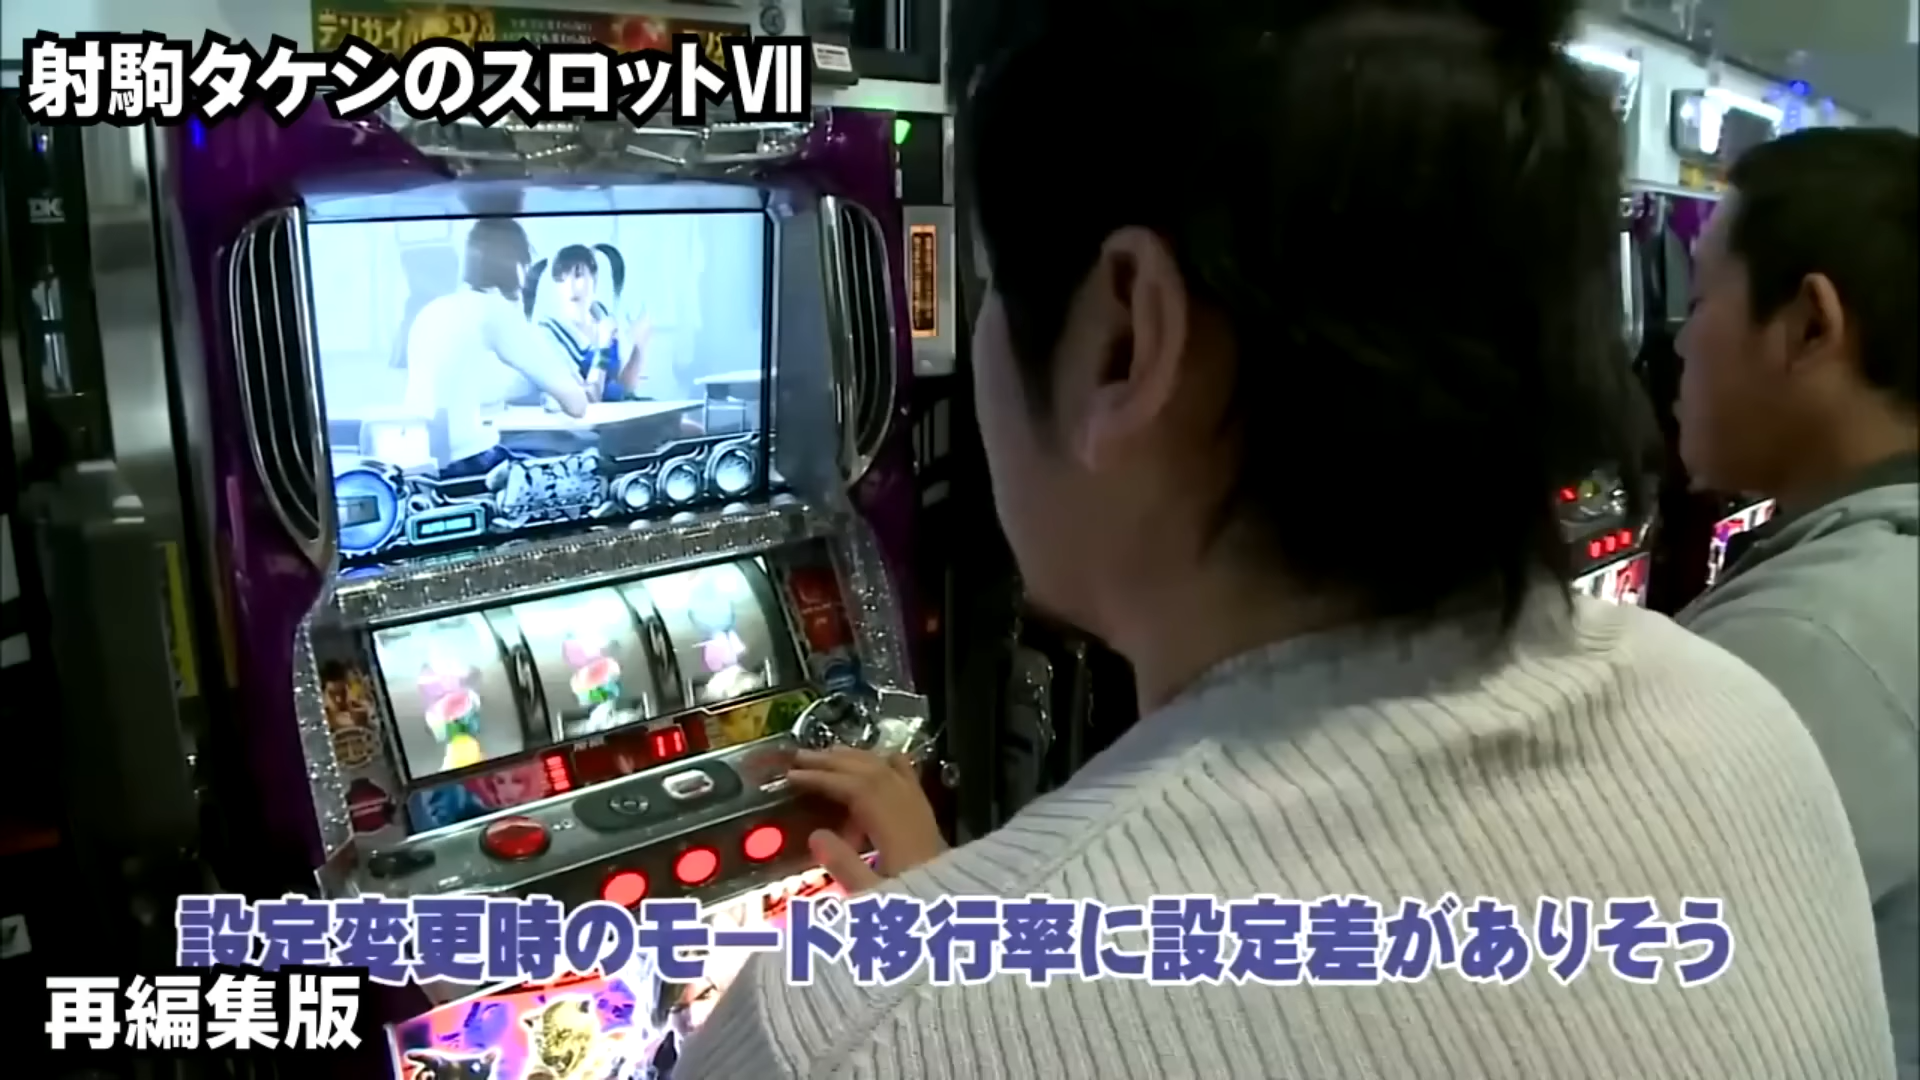 射駒タケシのスロットⅦ
11
設定変更時のモード移行率に設定差がありそう
再編集版